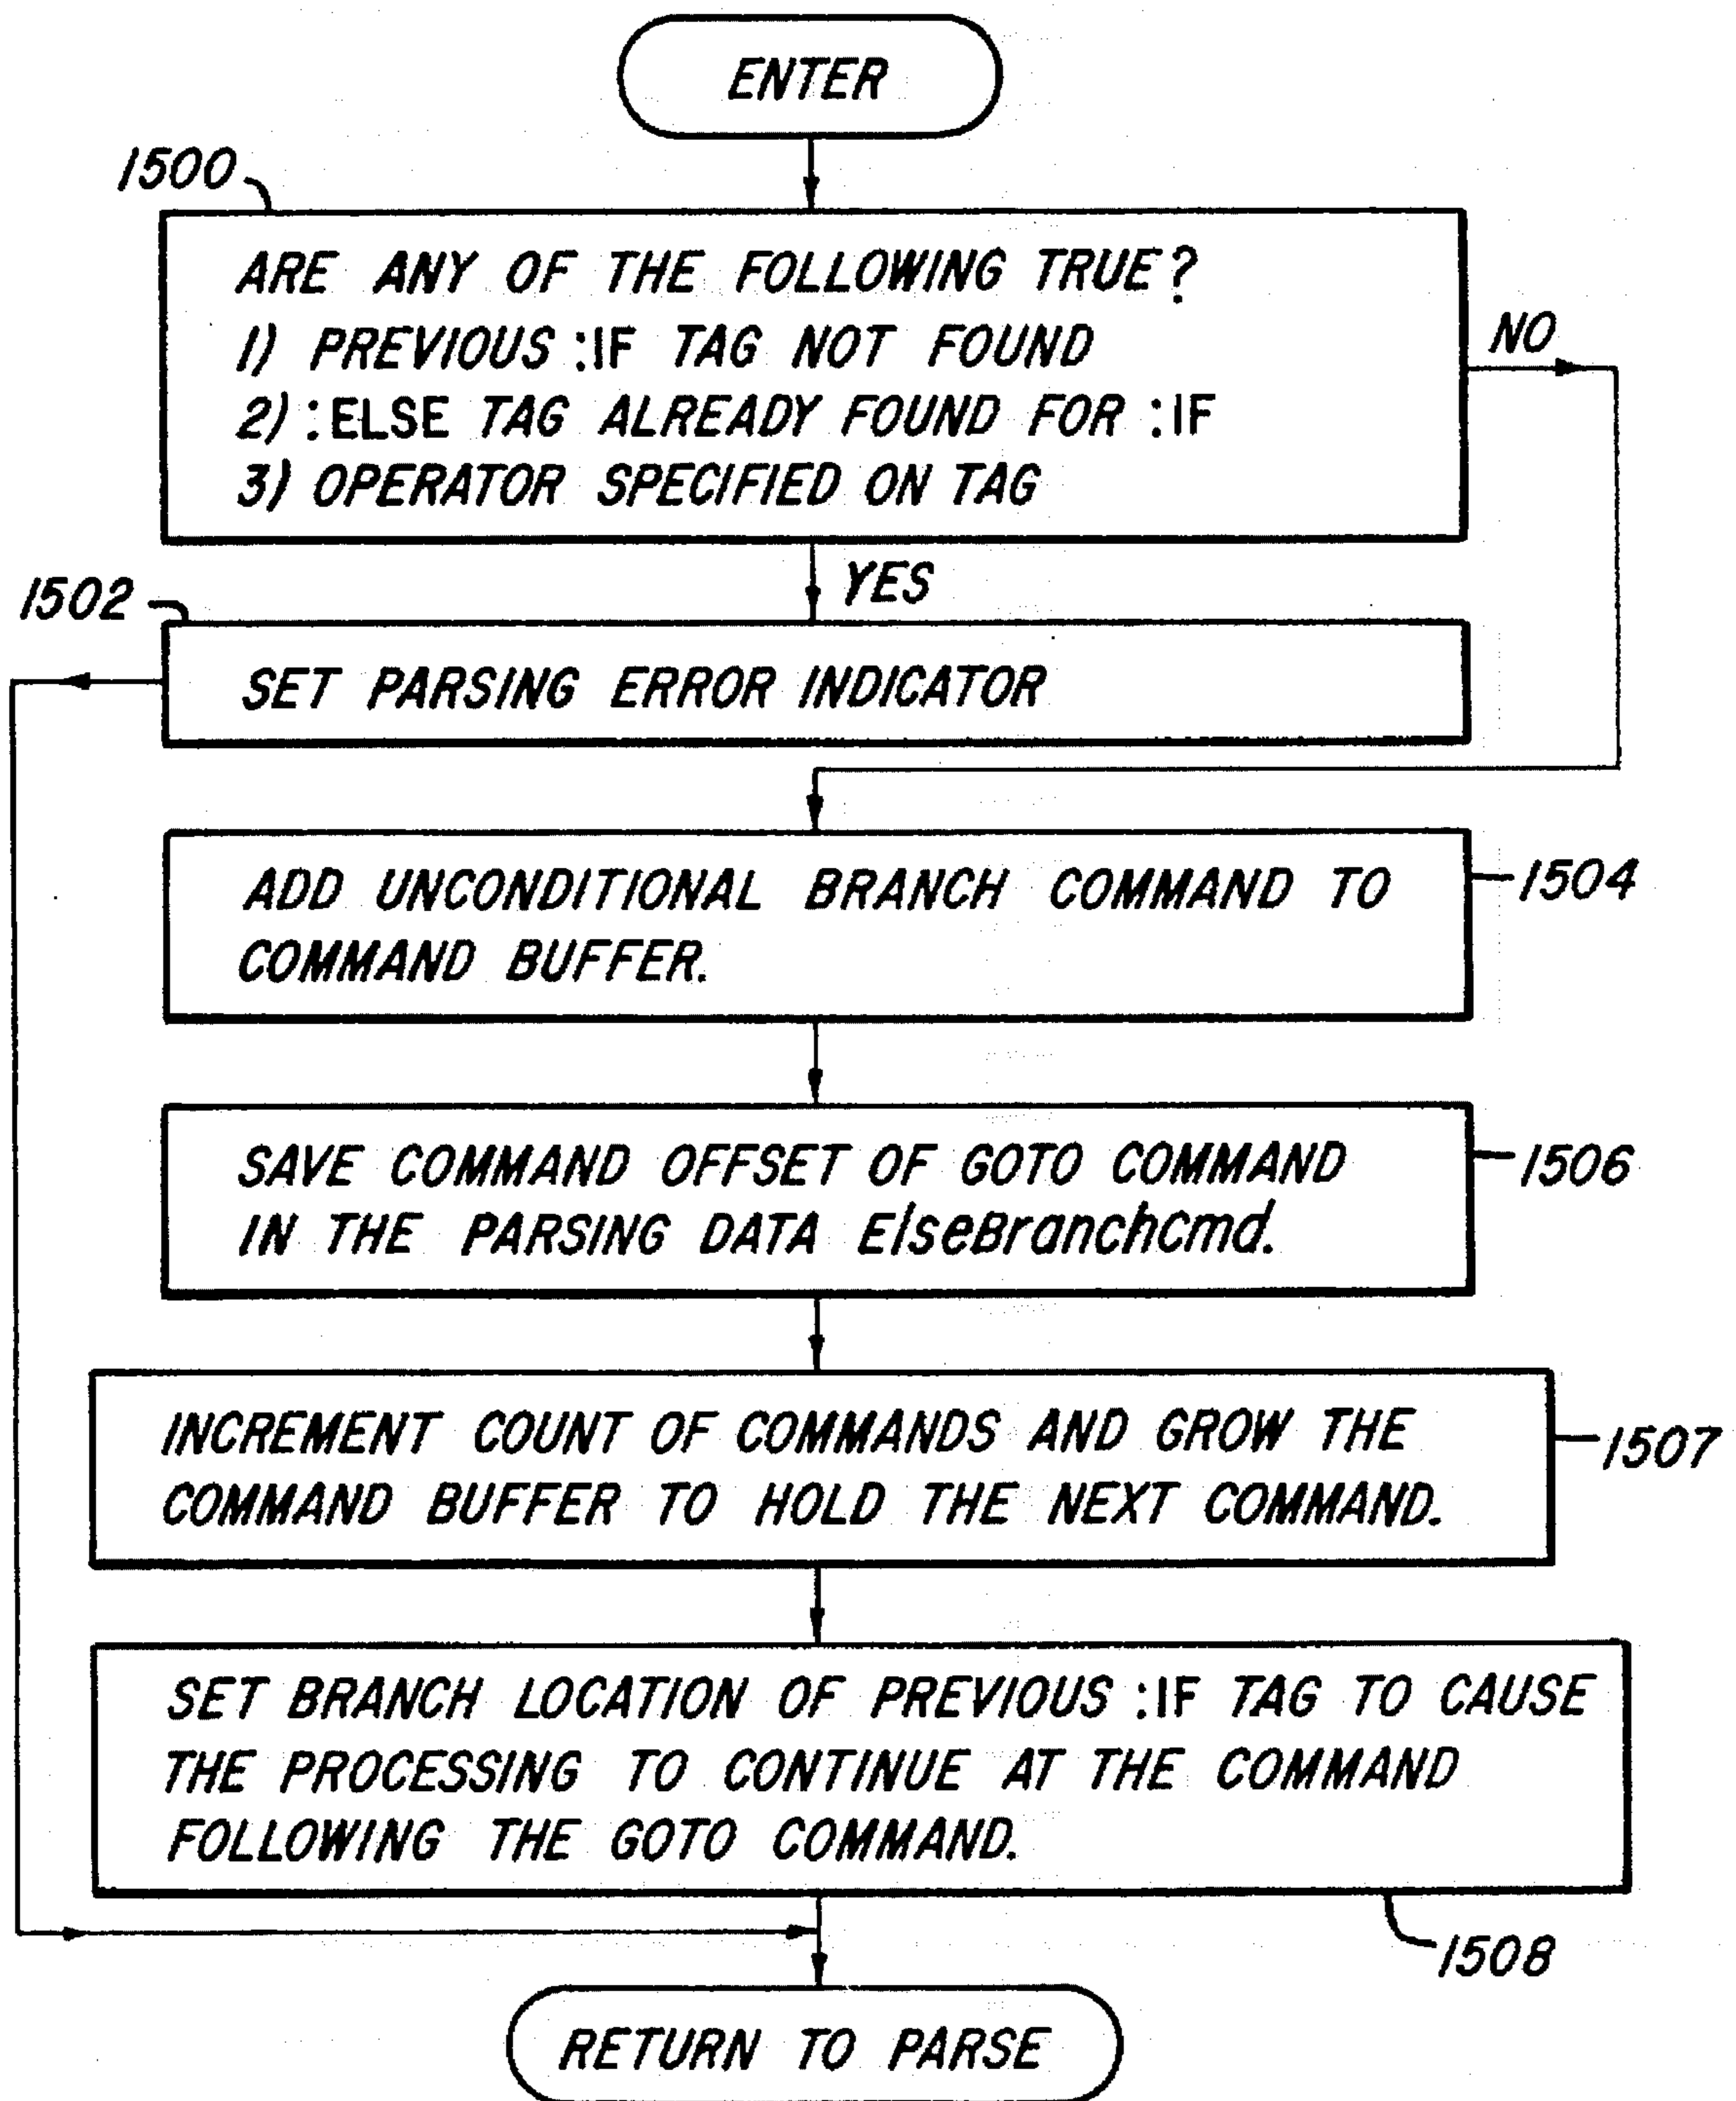 ENTER
1500
ARE ANY OF THE FOLLOWING TRUE?
1) PREVIOUS :IF TAG NOT FOUND
2) :ELSE TAG ALREADY FOUND FOR :IF
3) OPERATOR SPECIFIED ON TAG
NO
YES
1502
SET PARSING ERROR INDICATOR
ADD UNCONDITIONAL BRANCH COMMAND TO
COMMAND BUFFER.
1504
SAVE COMMAND OFFSET OF GOTO COMMAND
IN THE PARSING DATA ElseBranchcmd.
1506
INCREMENT COUNT OF COMMANDS AND GROW THE
COMMAND BUFFER TO HOLD THE NEXT COMMAND.
1507
SET BRANCH LOCATION OF PREVIOUS :IF TAG TO CAUSE
THE PROCESSING TO CONTINUE AT THE COMMAND
FOLLOWING THE GOTO COMMAND.
1508
RETURN TO PARSE